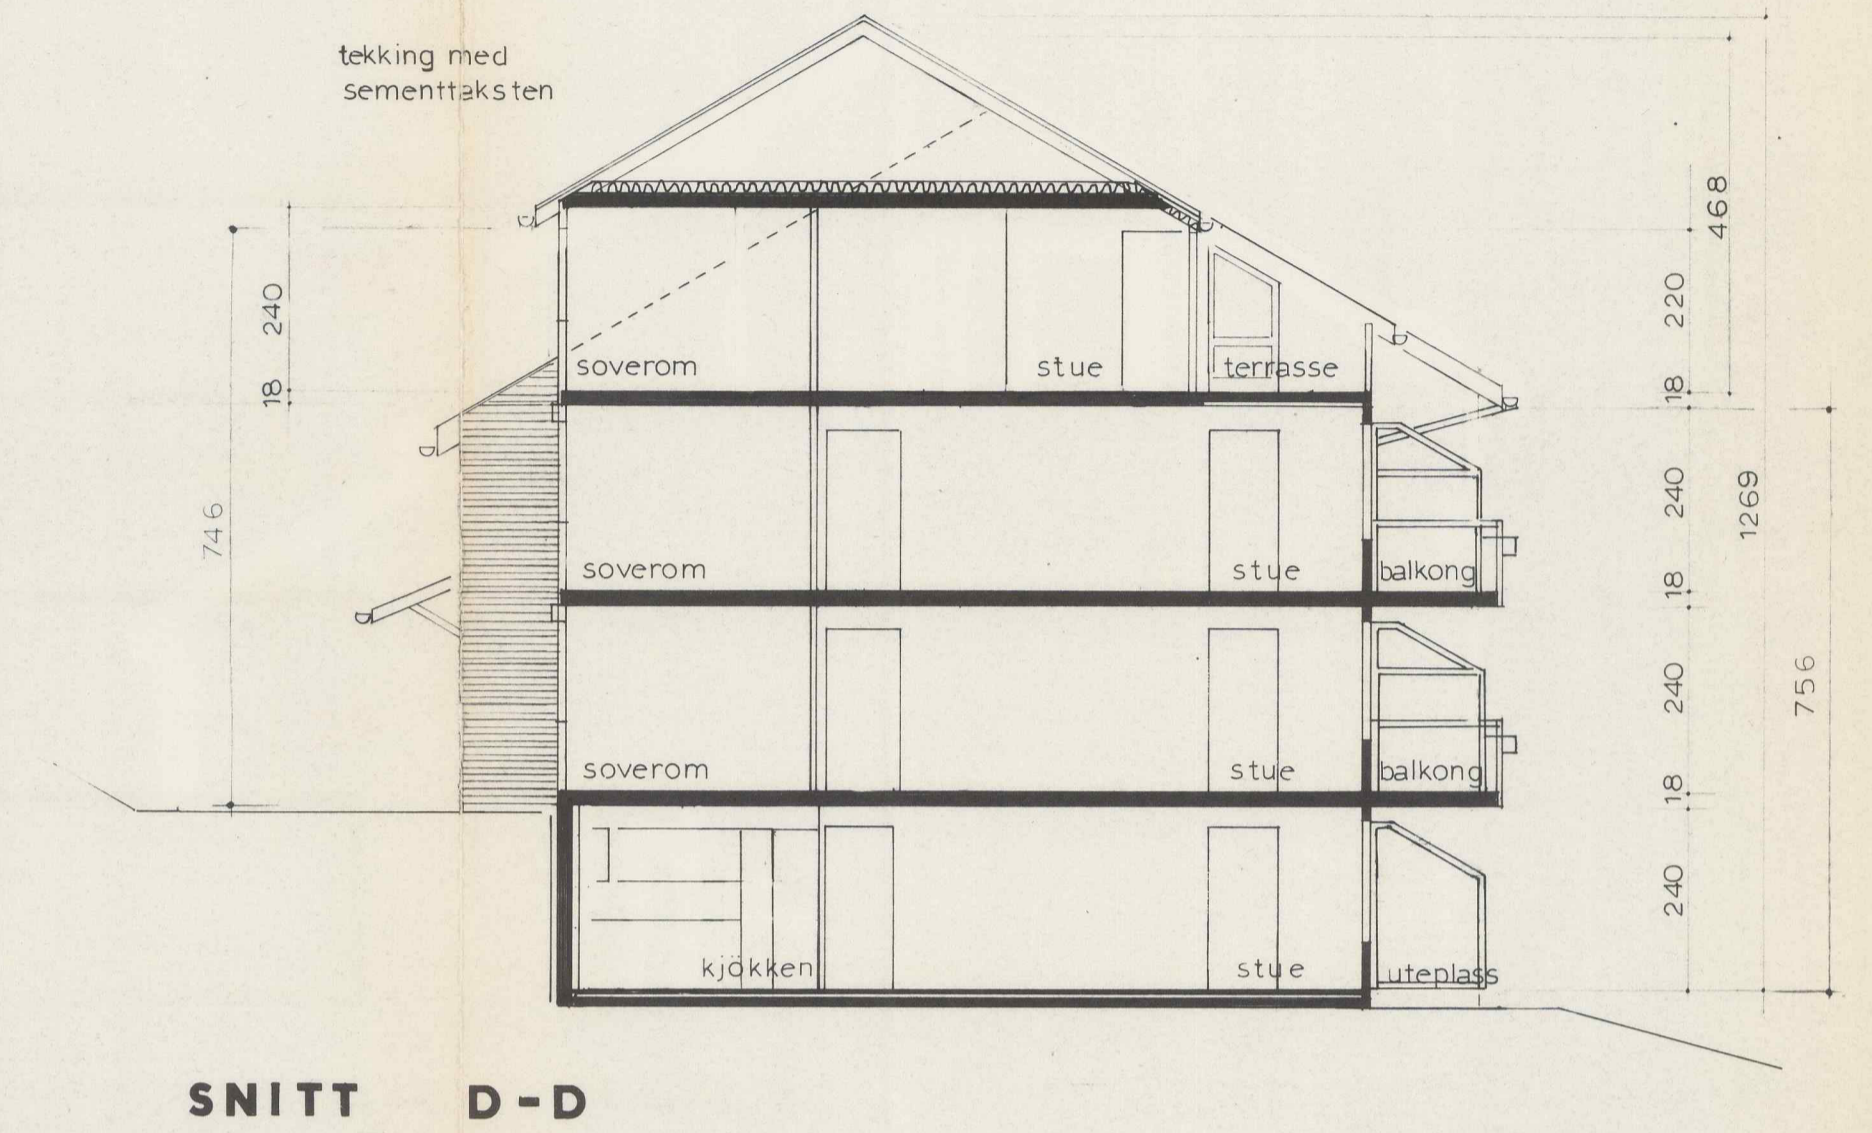 tekking med
sementtaksten
468
240
220
soverom
stue
terrasse
18
18
746
240
1269
soverom
stue
balkong
18
240
756
soverom
stue
balkong
18
240
kjökken
stue
uteplass
SNITT D-D